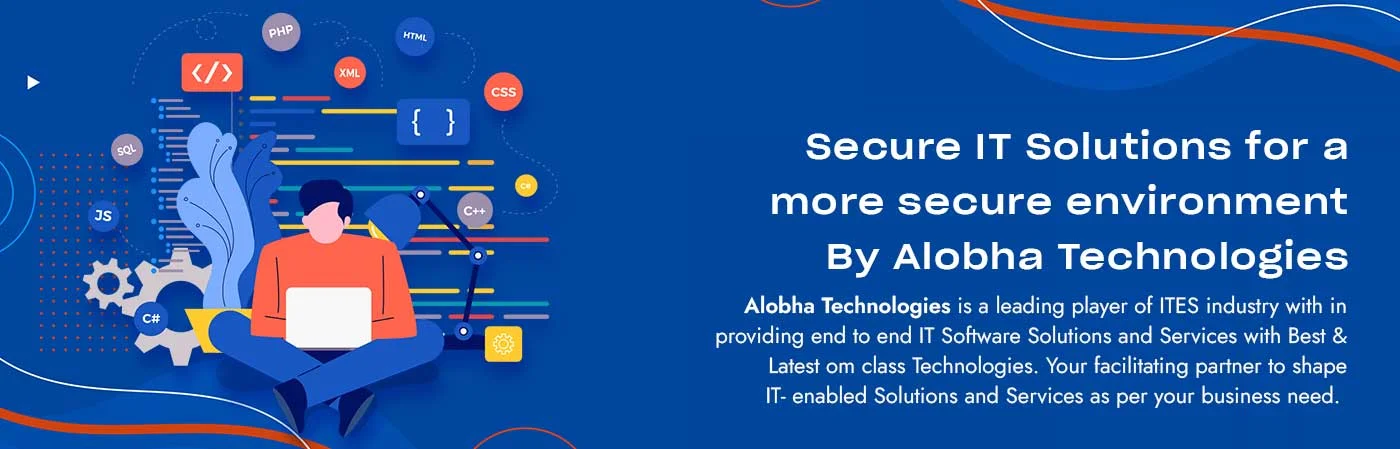 PHP
HTML
</>
XML
CSS
{ }
SQL
C#
C++
JS
C#
Secure IT Solutions for a
more secure environment
By Alobha Technologies
Alobha Technologies is a leading player of ITES industry with in
providing end to end IT Software Solutions and Services with Best &
Latest om class Technologies. Your facilitating partner to shape
IT- enabled Solutions and Services as per your business need.